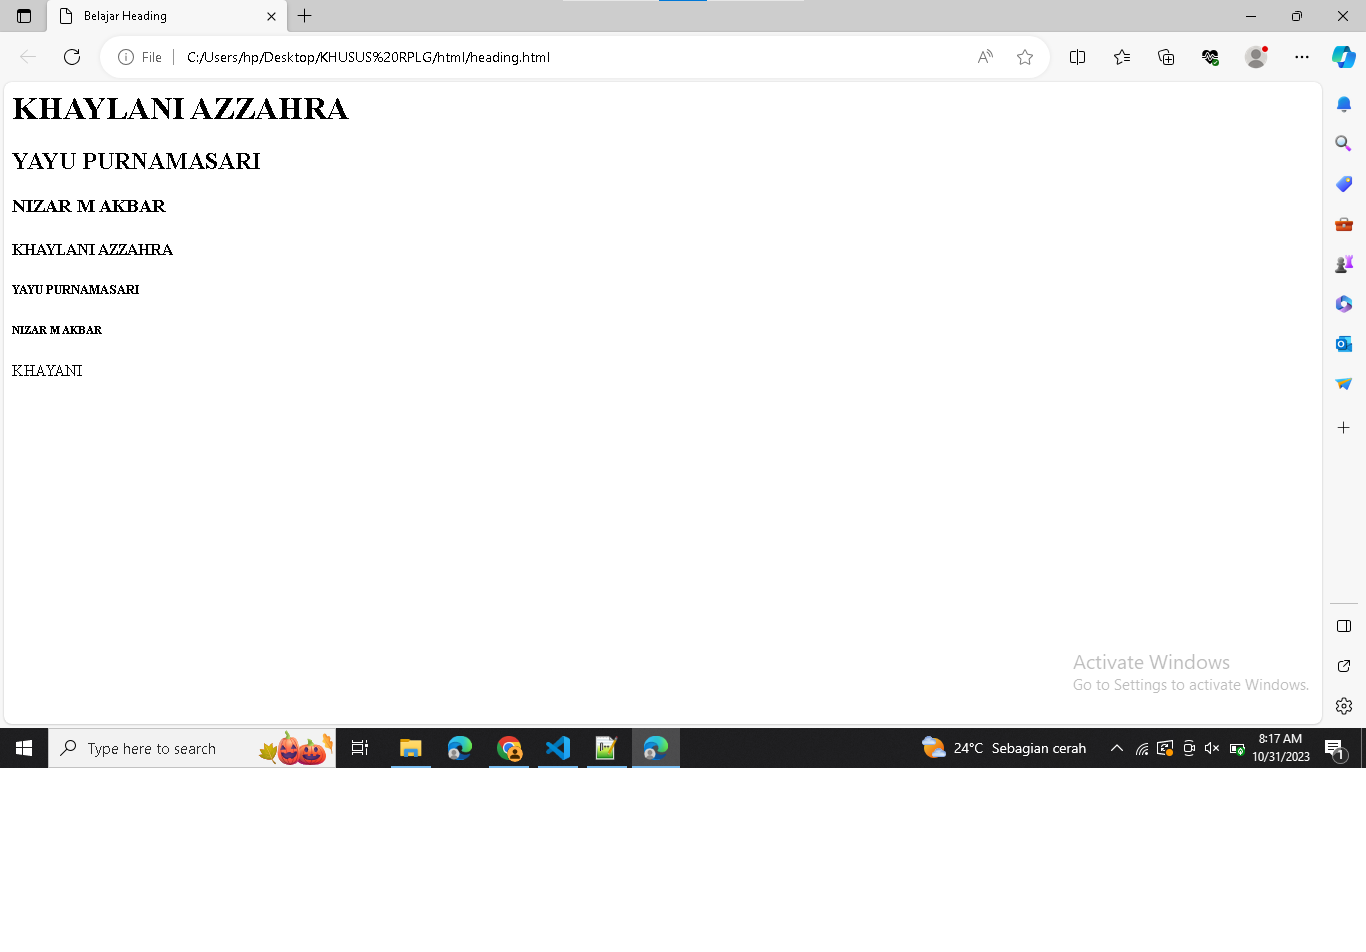 Belajar Heading
File
C:/Users/hp/Desktop/KHUSUS%20RPLG/html/heading.html
KHAYLANI AZZAHRA
YAYU PURNAMASARI
NIZAR M AKBAR
KHAYLANI AZZAHRA
YAYU PURNAMASARI
NIZAR M AKBAR
KHAYANI
Activate Windows
Go to Settings to activate Windows.
Type here to search
24°C Sebagian cerah
8:17 AM
10/31/2023
1